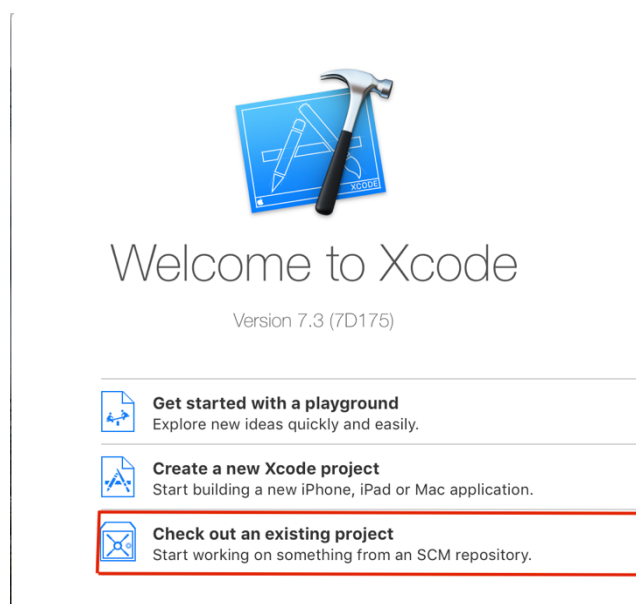 XCODE
Welcome to Xcode
Version 7.3 (7D175)
Get started with a playground
Explore new ideas quickly and easily.
Create a new Xcode project
Start building a new iPhone, iPad or Mac application.
Check out an existing project
Start working on something from an SCM repository.